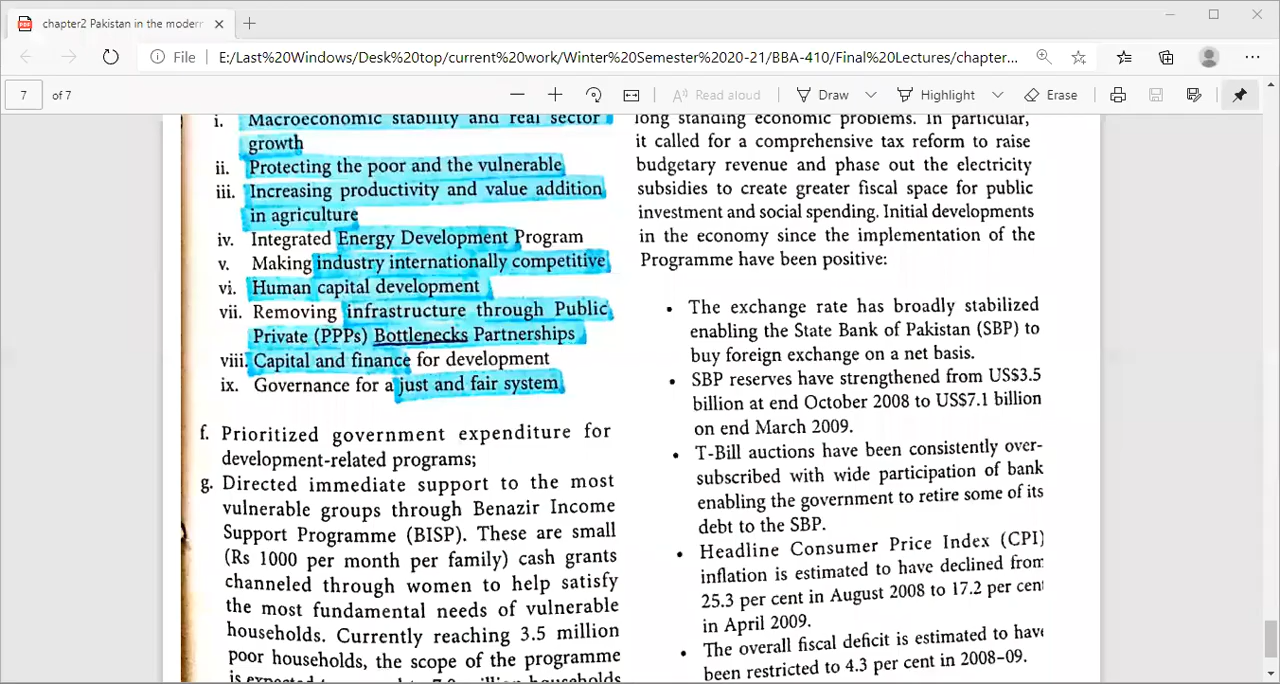 chapter2 Pakistan in the modern
File
E:/Last%20Windows/Desk%20top/current%20work/Winter%20Semester%202020-21/BBA-410/Final%20Lectures/chapter...
7 of 7
Read aloud
Draw
Highlight
Erase
i. Macroeconomic stability and real sector
growth
ii. Protecting the poor and the vulnerable
iii. Increasing productivity and value addition
in agriculture
iv. Integrated Energy Development Program
v. Making industry internationally competitive
vi. Human capital development
vii. Removing infrastructure through Public
Private (PPPs) Bottlenecks Partnerships
viii. Capital and finance for development
ix. Governance for a just and fair system
f. Prioritized government expenditure for
development-related programs;
g. Directed immediate support to the most
vulnerable groups through Benazir Income
Support Programme (BISP). These are small
(Rs 1000 per month per family) cash grants
channeled through women to help satisfy
the most fundamental needs of vulnerable
households. Currently reaching 3.5 million
poor households, the scope of the programme
long standing economic problems. In particular,
it called for a comprehensive tax reform to raise
budgetary revenue and phase out the electricity
subsidies to create greater fiscal space for public
investment and social spending. Initial developments
in the economy since the implementation of the
Programme have been positive:
• The exchange rate has broadly stabilized
enabling the State Bank of Pakistan (SBP) to
buy foreign exchange on a net basis.
• SBP reserves have strengthened from US$3.5
billion at end October 2008 to US$7.1 billion
on end March 2009.
• T-Bill auctions have been consistently over-
subscribed with wide participation of bank
enabling the government to retire some of its
debt to the SBP.
• Headline Consumer Price Index (CPI)
inflation is estimated to have declined from
25.3 per cent in August 2008 to 17.2 per cent
in April 2009.
• The overall fiscal deficit is estimated to have
been restricted to 4.3 per cent in 2008-09.